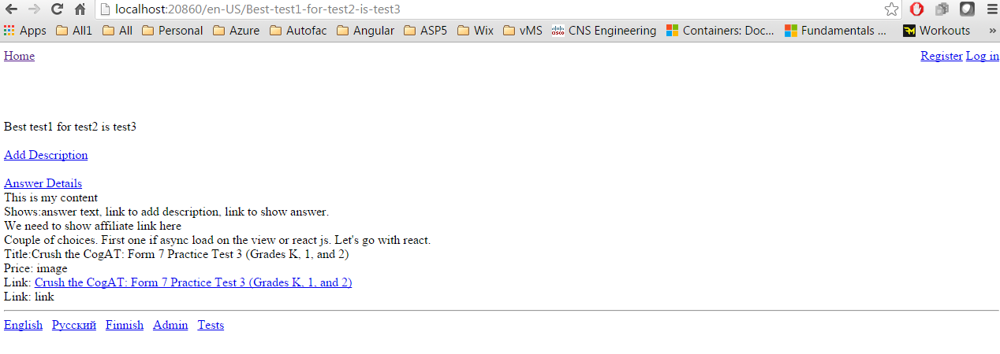 localhost:20860/en-US/Best-test1-for-test2-is-test3
Apps All1 All Personal Azure Autofac Angular ASP5 Wix vMS CNS Engineering Containers: Doc... Fundamentals ... Workouts »
Home Register Log in
Best test1 for test2 is test3
Add Description
Answer Details
This is my content
Shows:answer text, link to add description, link to show answer.
We need to show affiliate link here
Couple of choices. First one if async load on the view or react js. Let's go with react.
Title:Crush the CogAT: Form 7 Practice Test 3 (Grades K, 1, and 2)
Price: image
Link: Crush the CogAT: Form 7 Practice Test 3 (Grades K, 1, and 2)
Link: link
English Русский Finnish Admin Tests